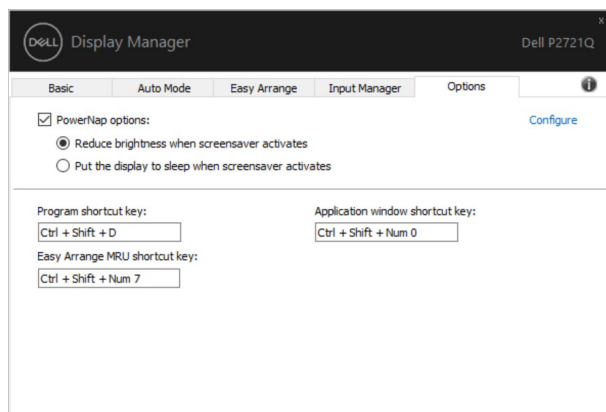 DELL Display Manager
Dell P2721Q
x
Basic Auto Mode Easy Arrange Input Manager Options
PowerNap options:
Configure
Reduce brightness when screensaver activates
Put the display to sleep when screensaver activates
Program shortcut key:
Application window shortcut key:
Ctrl + Shift + D
Ctrl + Shift + Num 0
Easy Arrange MRU shortcut key:
Ctrl + Shift + Num 7